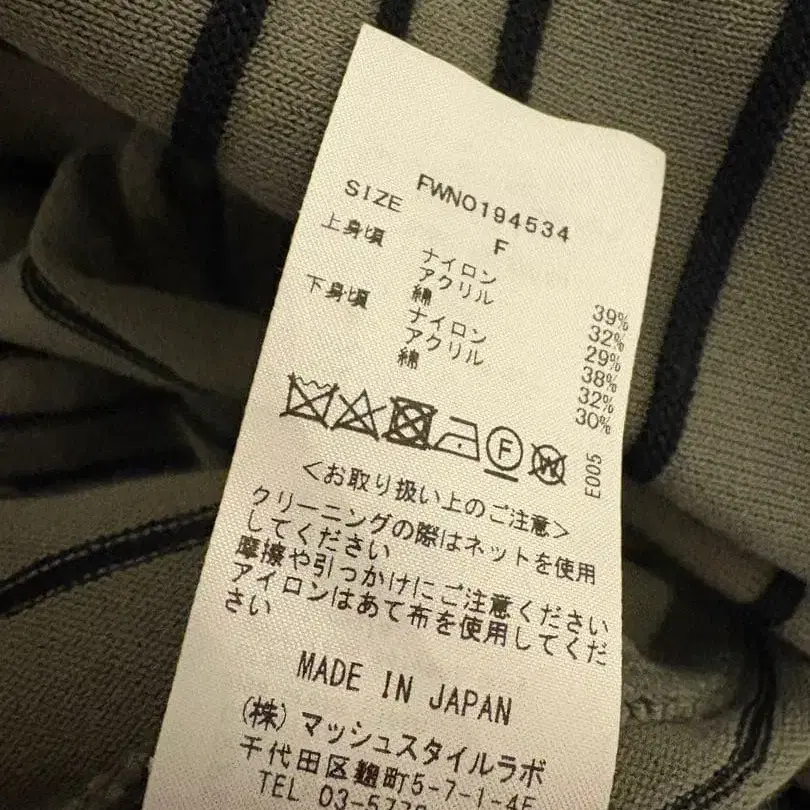 FWNO194534
SIZE F
上身頃 ナイロン 39%
アクリル 32%
綿 29%
下身頃 ナイロン 38%
アクリル 32%
綿 30%
F W E005
<お取り扱い上のご注意>
クリーニングの際はネットを使用
してください
摩擦や引っかけにご注意ください
アイロンはあて布を使用してくだ
さい
MADE IN JAPAN
(株)マッシュスタイルラボ
千代田区麹町5-7-1-4F
TEL 03-5778